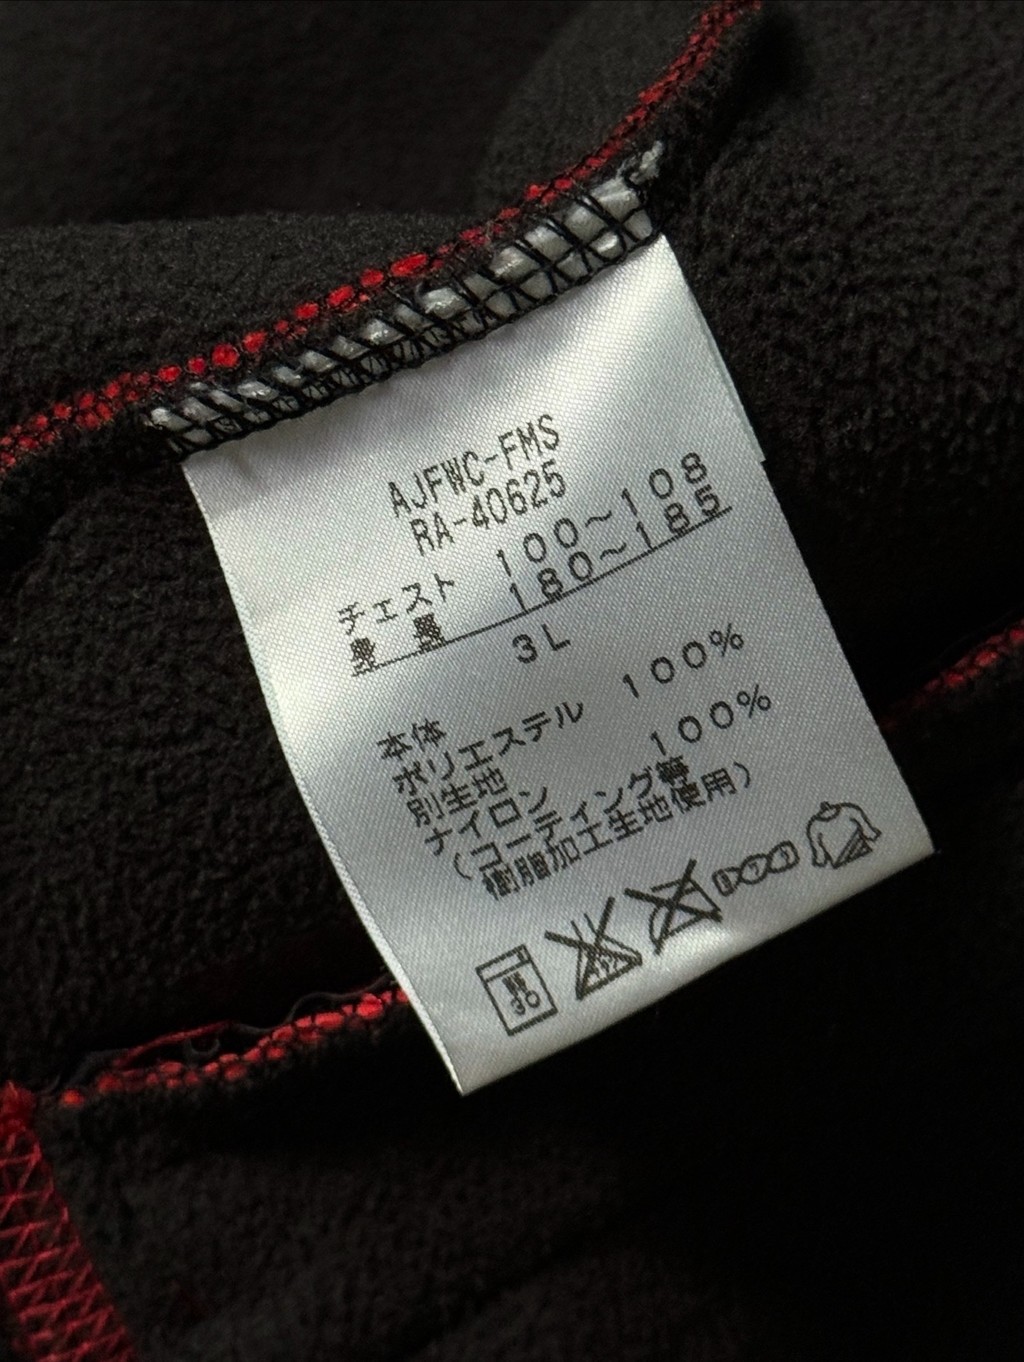 AJFWC-FMS
RA-40625
チェスト 100～108
身長 180～185
3L
本体
ポリエステル 100%
別生地
ナイロン 100%
(コーティング等
樹脂加工生地使用)
30